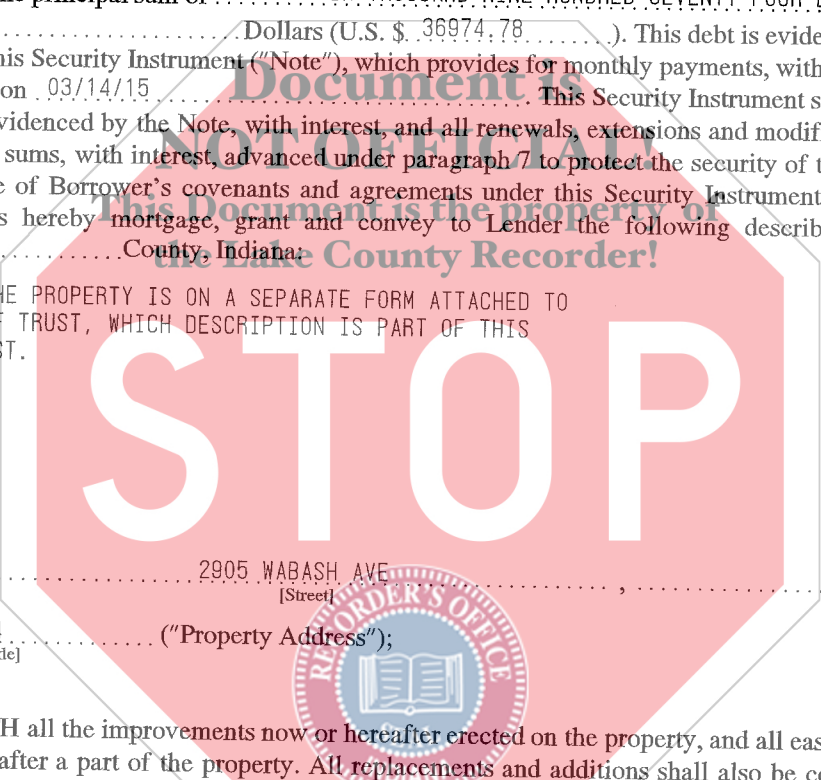 Dollars (U.S. $ 36974.78 ). This debt is evide
his Security Instrument ("Note"), which provides for monthly payments, with
on 03/14/15 . This Security Instrument s
videnced by the Note, with interest, and all renewals, extensions and modifi
sums, with interest, advanced under paragraph 7 to protect the security of t
e of Borrower's covenants and agreements under this Security Instrument
s hereby mortgage, grant and convey to Lender the following describ
County, Indiana:
Document is
NOT OFFICIAL!
This Document is the property of
the Lake County Recorder!
HE PROPERTY IS ON A SEPARATE FORM ATTACHED TO
F TRUST, WHICH DESCRIPTION IS PART OF THIS
ST.
STOP
2905 WABASH AVE ,
[Street]
("Property Address");
de]
RECORDER'S OFFICE
H all the improvements now or hereafter erected on the property, and all eas
after a part of the property. All replacements and additions shall also be co